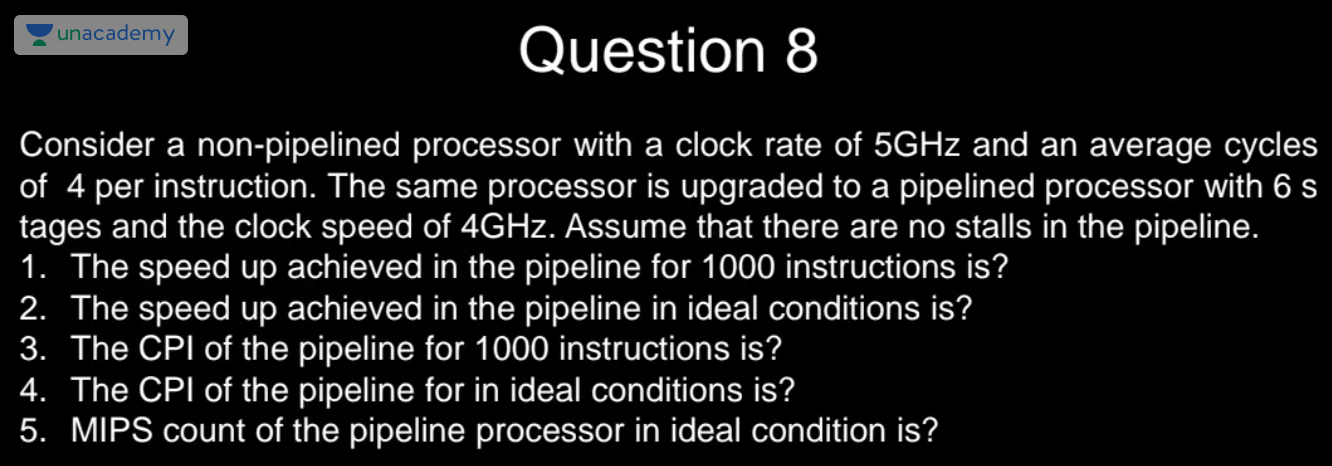 unacademy
Question 8
Consider a non-pipelined processor with a clock rate of 5GHz and an average cycles
of 4 per instruction. The same processor is upgraded to a pipelined processor with 6 s
tages and the clock speed of 4GHz. Assume that there are no stalls in the pipeline.
1. The speed up achieved in the pipeline for 1000 instructions is?
2. The speed up achieved in the pipeline in ideal conditions is?
3. The CPI of the pipeline for 1000 instructions is?
4. The CPI of the pipeline for in ideal conditions is?
5. MIPS count of the pipeline processor in ideal condition is?